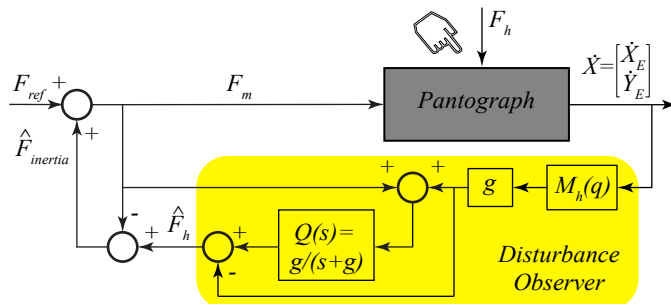 F_h
F_ref + F_m Pantograph Ẋ=[Ẋ_E
Ẏ_E]
+
F̂_inertia
+ + g M_h(q)
- F̂_h
+ + Q(s)=
g/(s+g)
- Disturbance
Observer